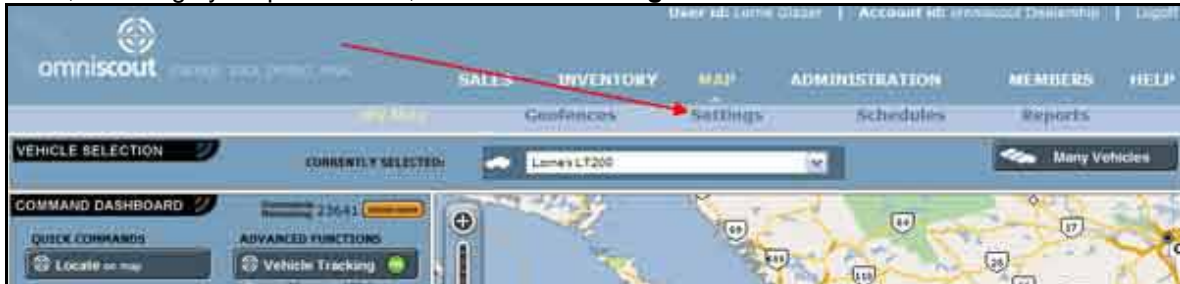 User id: Lorne Glazer | Account id: omniscout Dealership | Logoff
omniscout
SALES INVENTORY MAP ADMINISTRATION MEMBERS HELP
My Map Geofences Settings Schedules Reports
VEHICLE SELECTION CURRENTLY SELECTED: Lorne's LT200 Many Vehicles
COMMAND DASHBOARD 23641
QUICK COMMANDS ADVANCED FUNCTIONS
Locate on map Vehicle Tracking